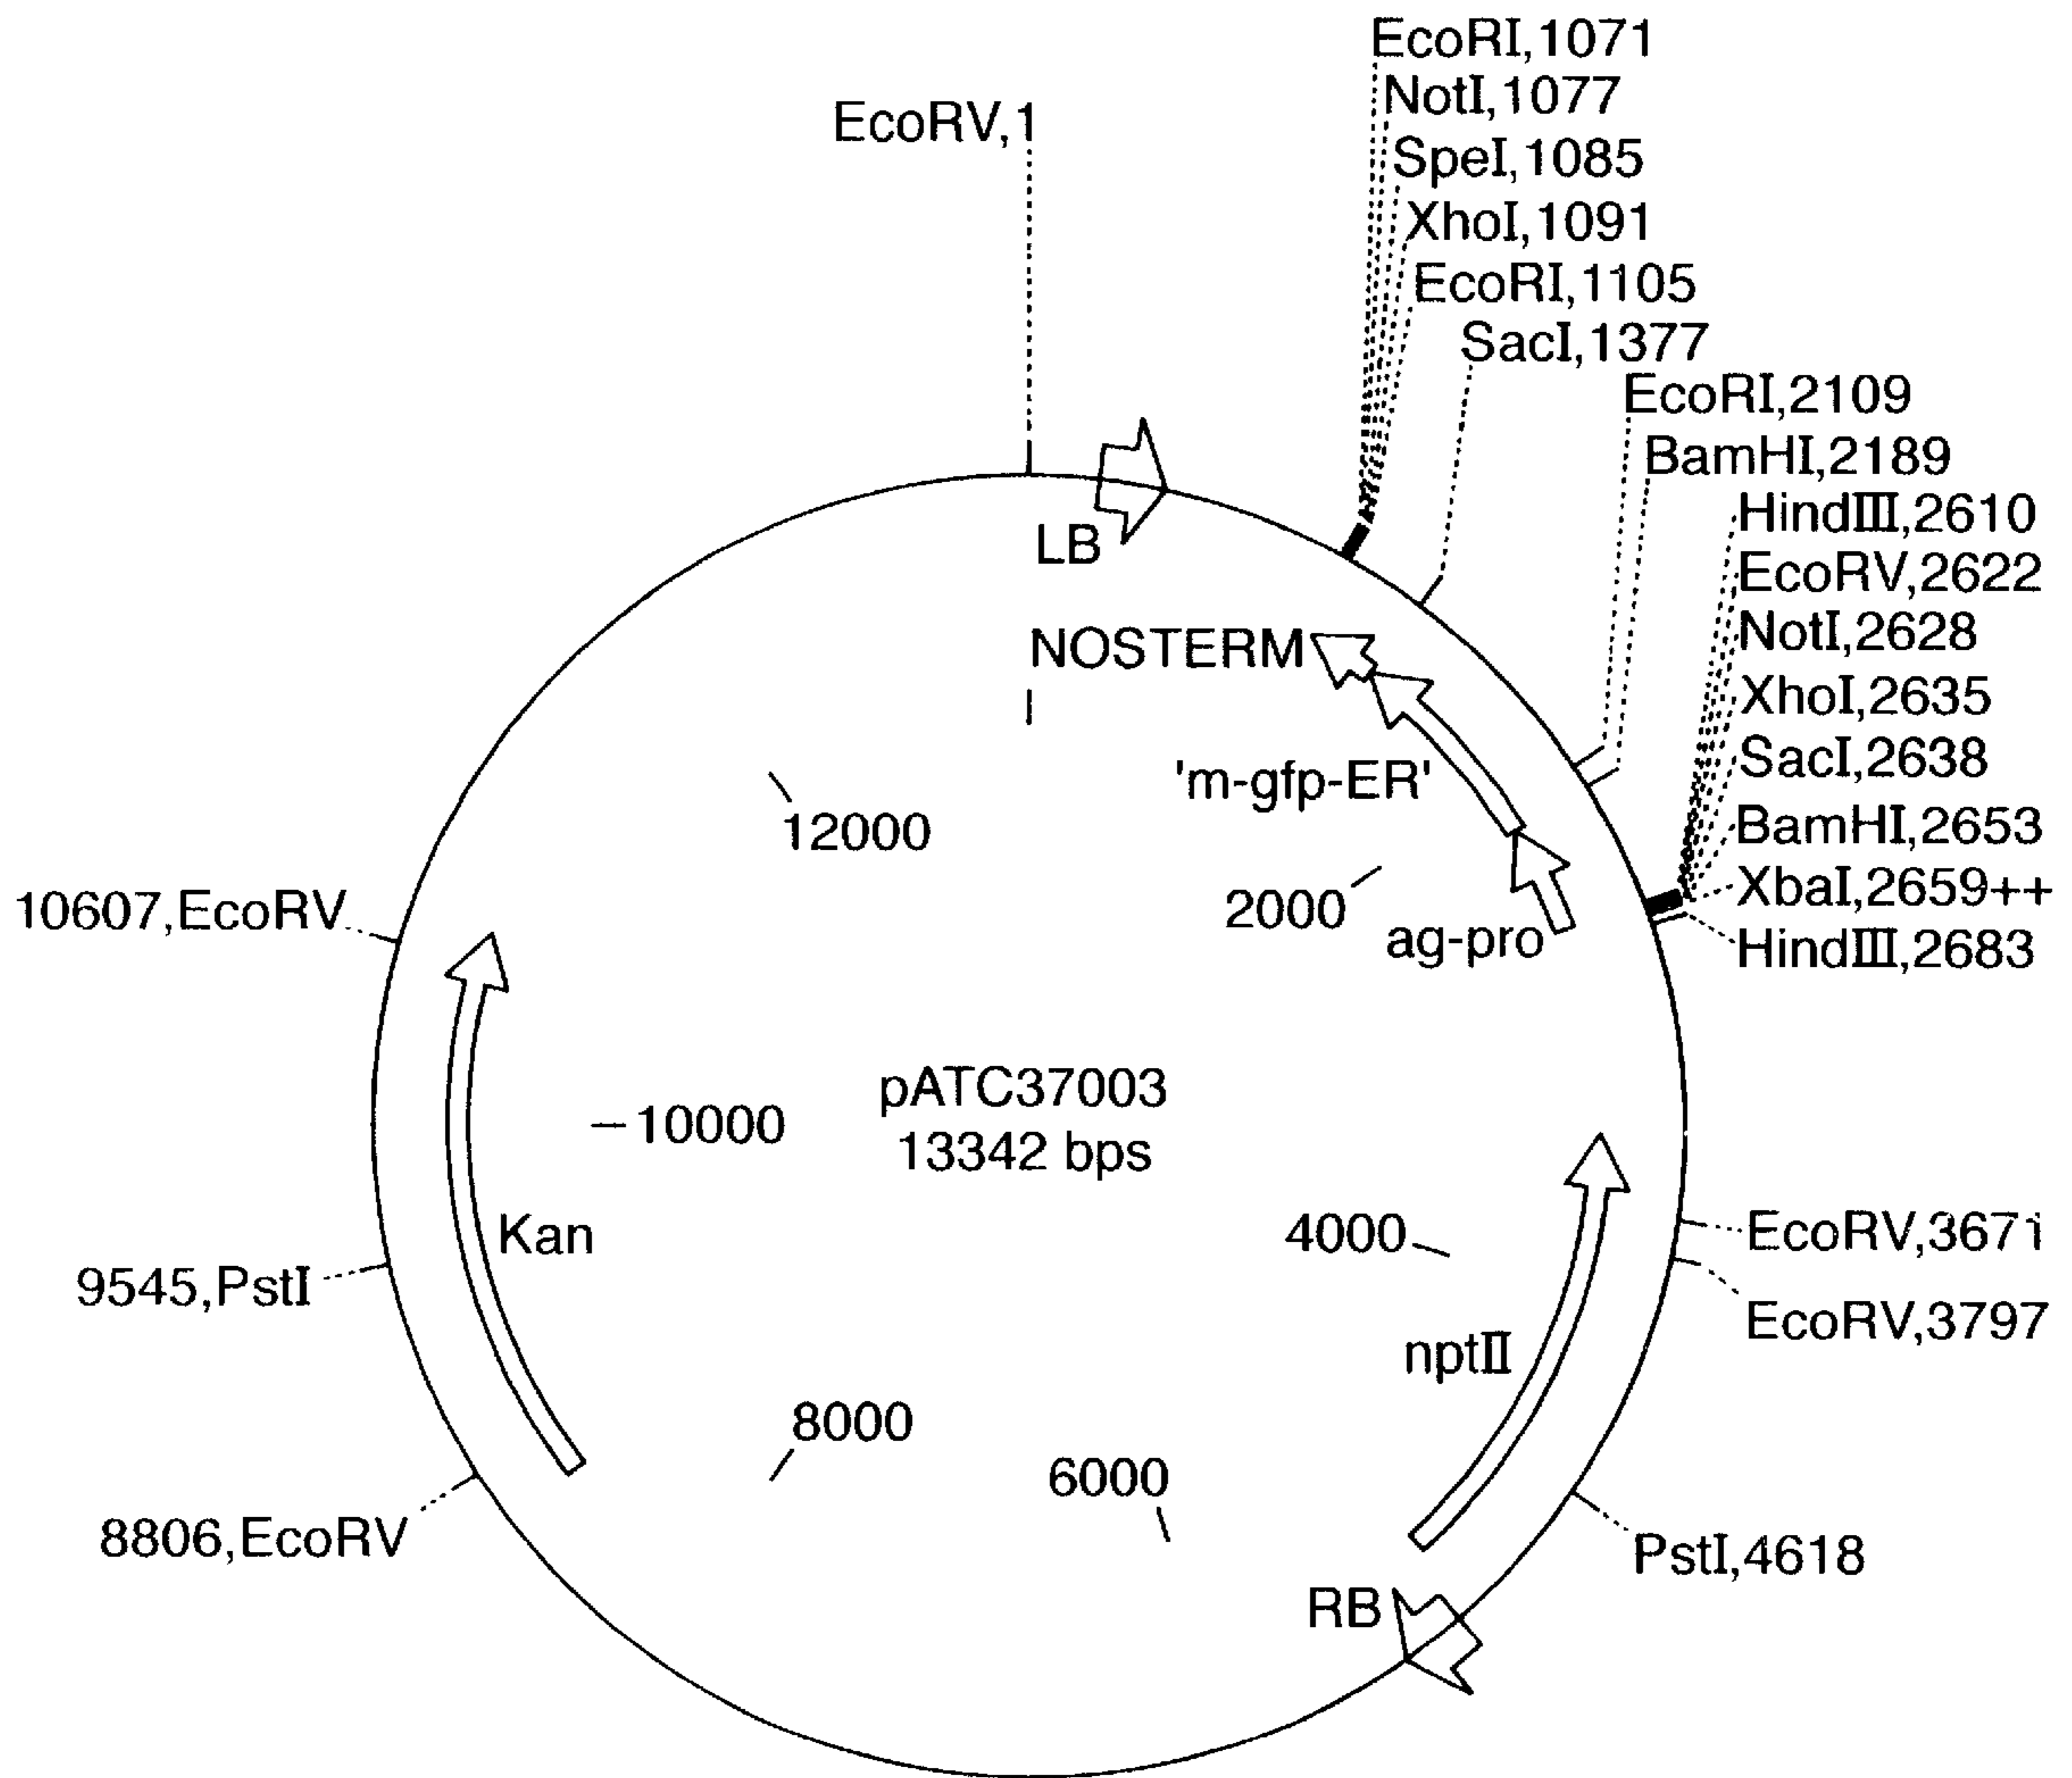 EcoRI,1071
NotI,1077
EcoRV,1
SpeI,1085
XhoI,1091
EcoRI,1105
SacI,1377
EcoRI,2109
BamHI,2189
HindIII,2610
LB
EcoRV,2622
NotI,2628
NOSTERM
XhoI,2635
SacI,2638
'm-gfp-ER'
BamHI,2653
12000
XbaI,2659++
10607,EcoRV
2000
ag-pro
HindIII,2683
pATC37003
10000
13342 bps
Kan
4000
EcoRV,3671
9545,PstI
EcoRV,3797
nptII
8000
6000
8806,EcoRV
PstI,4618
RB